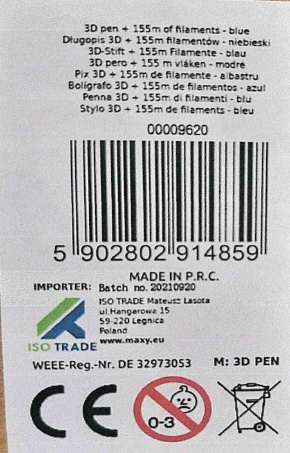 3D pen + 155m of filaments - blue
Długopis 3D + 155m filamentów - niebieski
3D-Stift + 155m Filamente - blau
3D pero + 155 m vláken - modré
Pix 3D + 155m de filamente - albastru
Bolígrafo 3D + 155m de filamentos - azul
Penna 3D + 155m di filamenti - blu
Stylo 3D + 155m de filaments - bleu
00009620
5 902802 914859
MADE IN P.R.C.
IMPORTER: Batch no. 20210920
ISO TRADE Mateusz Lasota
ul.Hangarowa 15
59-220 Legnica
Poland
ISO TRADE www.maxy.eu
WEEE-Reg.-Nr. DE 32973053 M: 3D PEN
CE 0-3